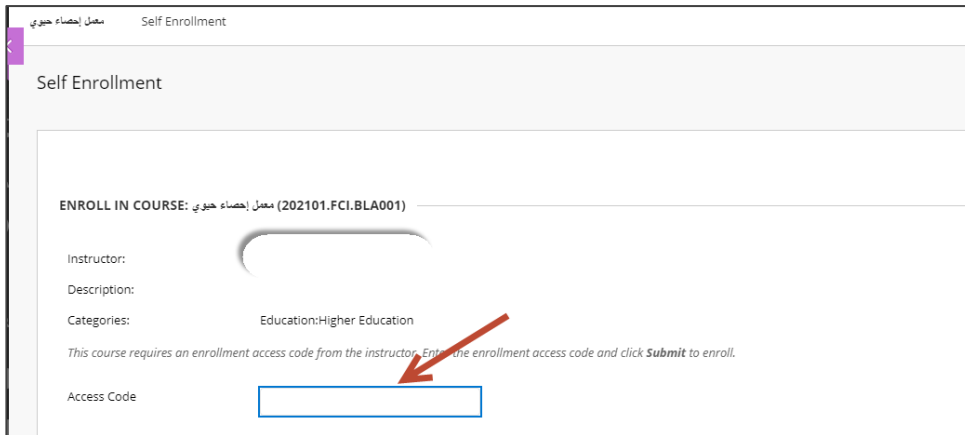 معمل إحصاء حيوي Self Enrollment
Self Enrollment
ENROLL IN COURSE: معمل إحصاء حيوي (202101.FCI.BLA001)
Instructor:
Description:
Categories: Education:Higher Education
This course requires an enrollment access code from the instructor. Enter the enrollment access code and click Submit to enroll.
Access Code